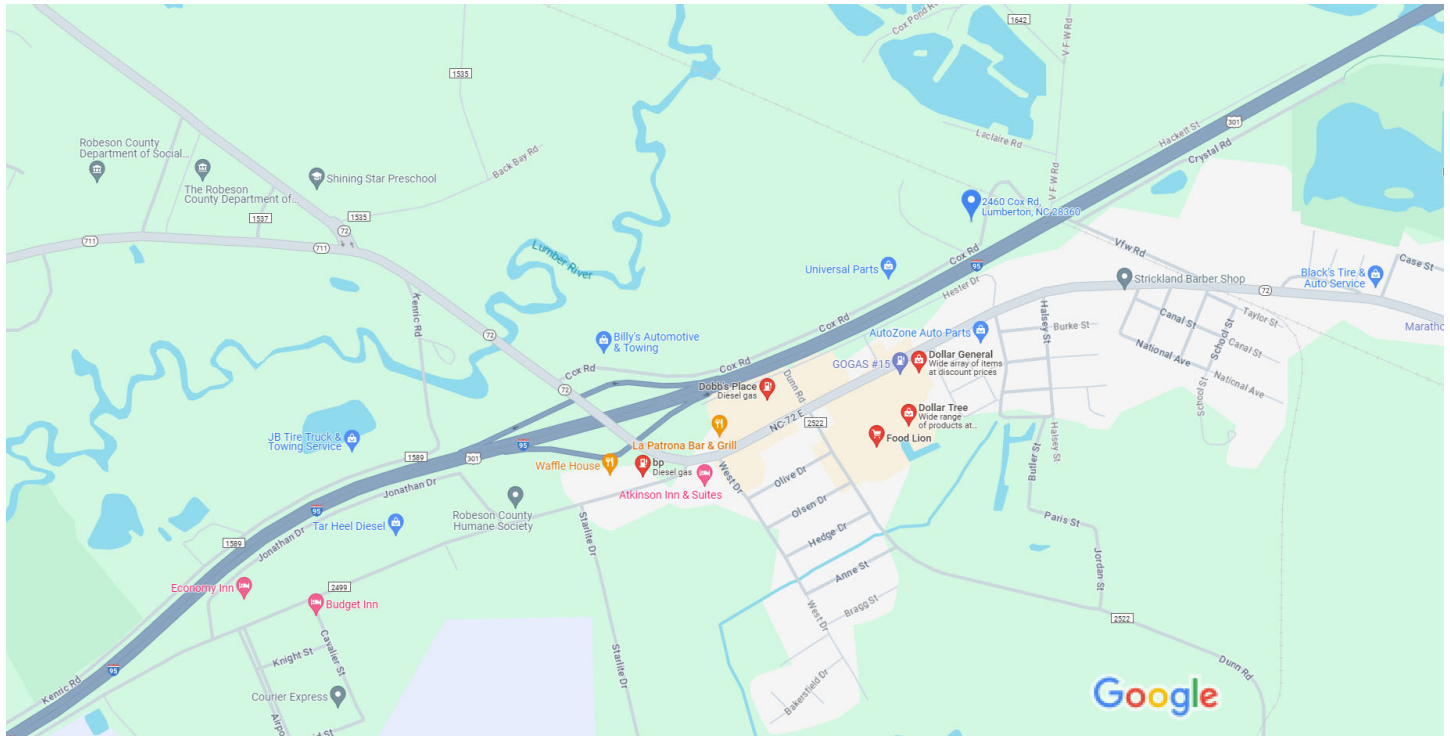 1642
Cox Pond Rd
V F W Rd
1535
Laclaire Rd
Hackett St
301
Crystal Rd
Robeson County
Department of Social...
The Robeson
County Department of...
Shining Star Preschool
Back Bay Rd
V F W Rd
2460 Cox Rd,
Lumberton, NC 28360
1537
1535
72
711
711
Lumber River
Cox Rd
95
Vfw Rd
Universal Parts
Hester Dr
Strickland Barber Shop
Black's Tire &
Auto Service
Case St
72
Kenric Rd
72
Billy's Automotive
& Towing
Cox Rd
AutoZone Auto Parts
Halsey St
Burke St
Canal St
School St
Taylor St
Maratho
National Ave
Canal St
Cox Rd
Cox Rd
72
Dobb's Place
Diesel gas
Dunn Rd
GOGAS #15
Dollar General
Wide array of items
at discount prices
School St
National Ave
Dollar Tree
Wide range
of products at...
NC-72 E
2522
Food Lion
La Patrona Bar & Grill
JB Tire Truck &
Towing Service
95
1589
301
Waffle House
bp
Diesel gas
Atkinson Inn & Suites
West Dr
Olive Dr
Butler St
Halsey St
Jonathan Dr
Robeson County
Humane Society
Tar Heel Diesel
Starlite Dr
Olsen Dr
Hedge Dr
Paris St
1589
Jonathan Dr
Anne St
Jordan St
Economy Inn
2499
Budget Inn
Bragg St
West Dr
2522
Knight St
Cavalier St
Starlite Dr
95
Kenric Rd
Courier Express
Bakersfield Dr
Dunn Rd
Google